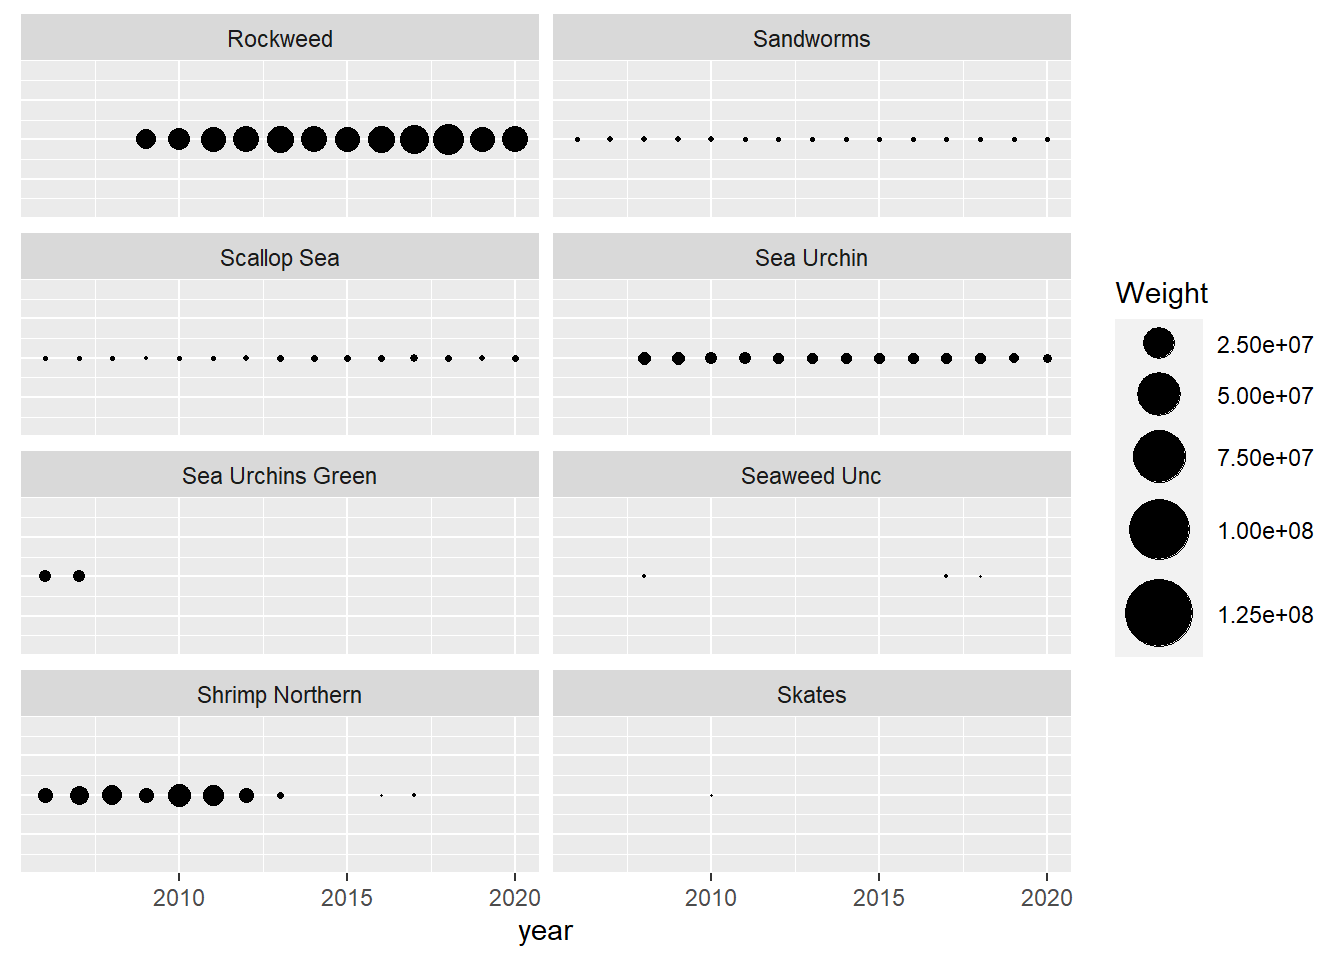 Rockweed
Sandworms
Scallop Sea
Sea Urchin
Sea Urchins Green
Seaweed Unc
Shrimp Northern
Skates
2010 2015 2020
2010 2015 2020
year
Weight
2.50e+07
5.00e+07
7.50e+07
1.00e+08
1.25e+08